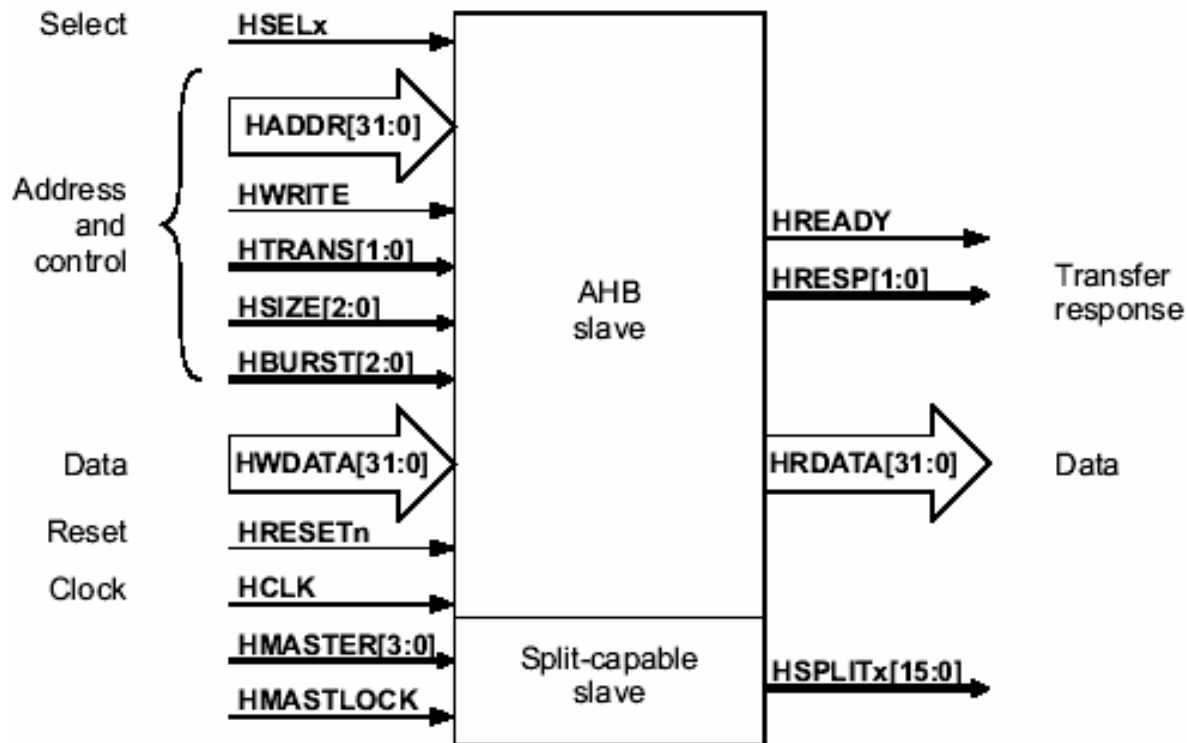 Select
HSELx
HADDR[31:0]
Address
and
control
HWRITE
HTRANS[1:0]
HSIZE[2:0]
HBURST[2:0]
Data
HWDATA[31:0]
Reset
HRESETn
Clock
HCLK
HMASTER[3:0]
HMASTLOCK
AHB
slave
Split-capable
slave
HREADY
HRESP[1:0]
Transfer
response
HRDATA[31:0]
Data
HSPLITx[15:0]